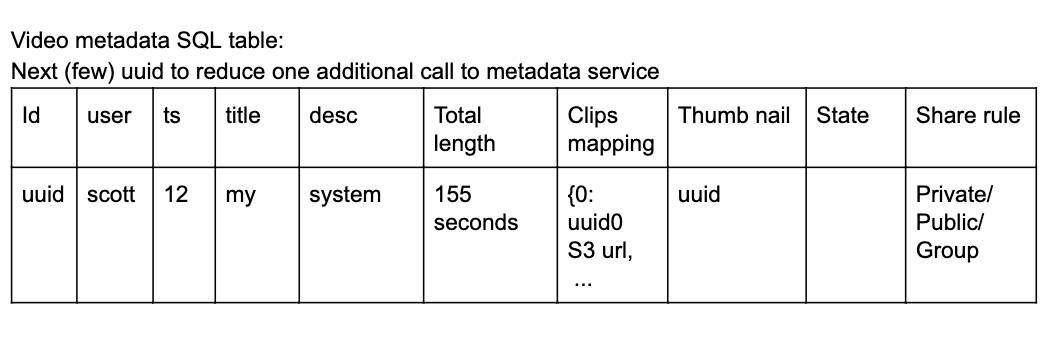 Video metadata SQL table:
Next (few) uuid to reduce one additional call to metadata service
Id user ts title desc Total length Clips mapping Thumb nail State Share rule
uuid scott 12 my system 155 seconds {0: uuid0 S3 url, ... uuid Private/ Public/ Group